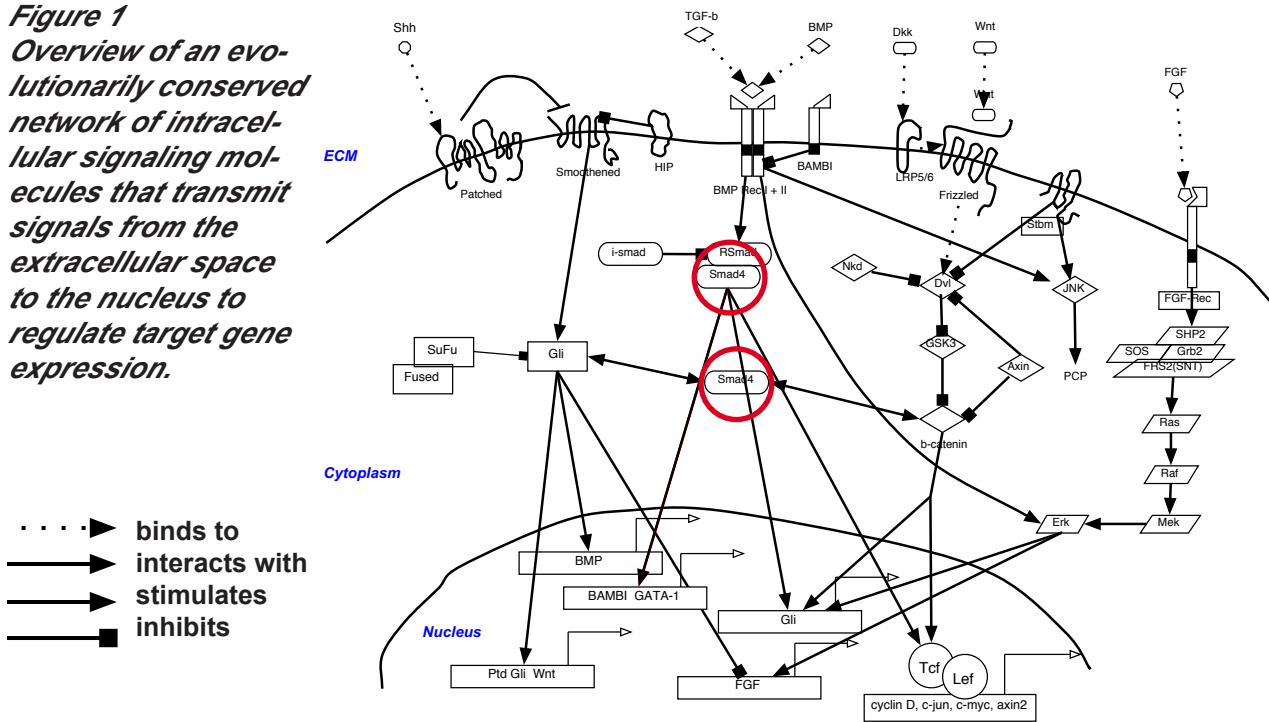 Figure 1
Overview of an evo-
lutionarily conserved
network of intracel-
lular signaling mol-
ecules that transmit
signals from the
extracellular space
to the nucleus to
regulate target gene
expression.
binds to
interacts with
stimulates
inhibits
Shh
TGF-b
BMP
Dkk
Wnt
FGF
Wnt
ECM
Patched
Smoothened
HIP
BMP Rec I + II
BAMBI
LRP5/6
Frizzled
Stbm
i-smad
RSmad
Smad4
Nkd
Dvl
JNK
FGF-Rec
SHP2
SOS
Grb2
FRS2(SNT)
SuFu
Fused
Gli
Smad4
GSK3
Axin
PCP
b-catenin
Ras
Raf
Mek
Erk
Cytoplasm
BMP
BAMBI GATA-1
Gli
Nucleus
Ptd Gli Wnt
FGF
Tcf
Lef
cyclin D, c-jun, c-myc, axin2